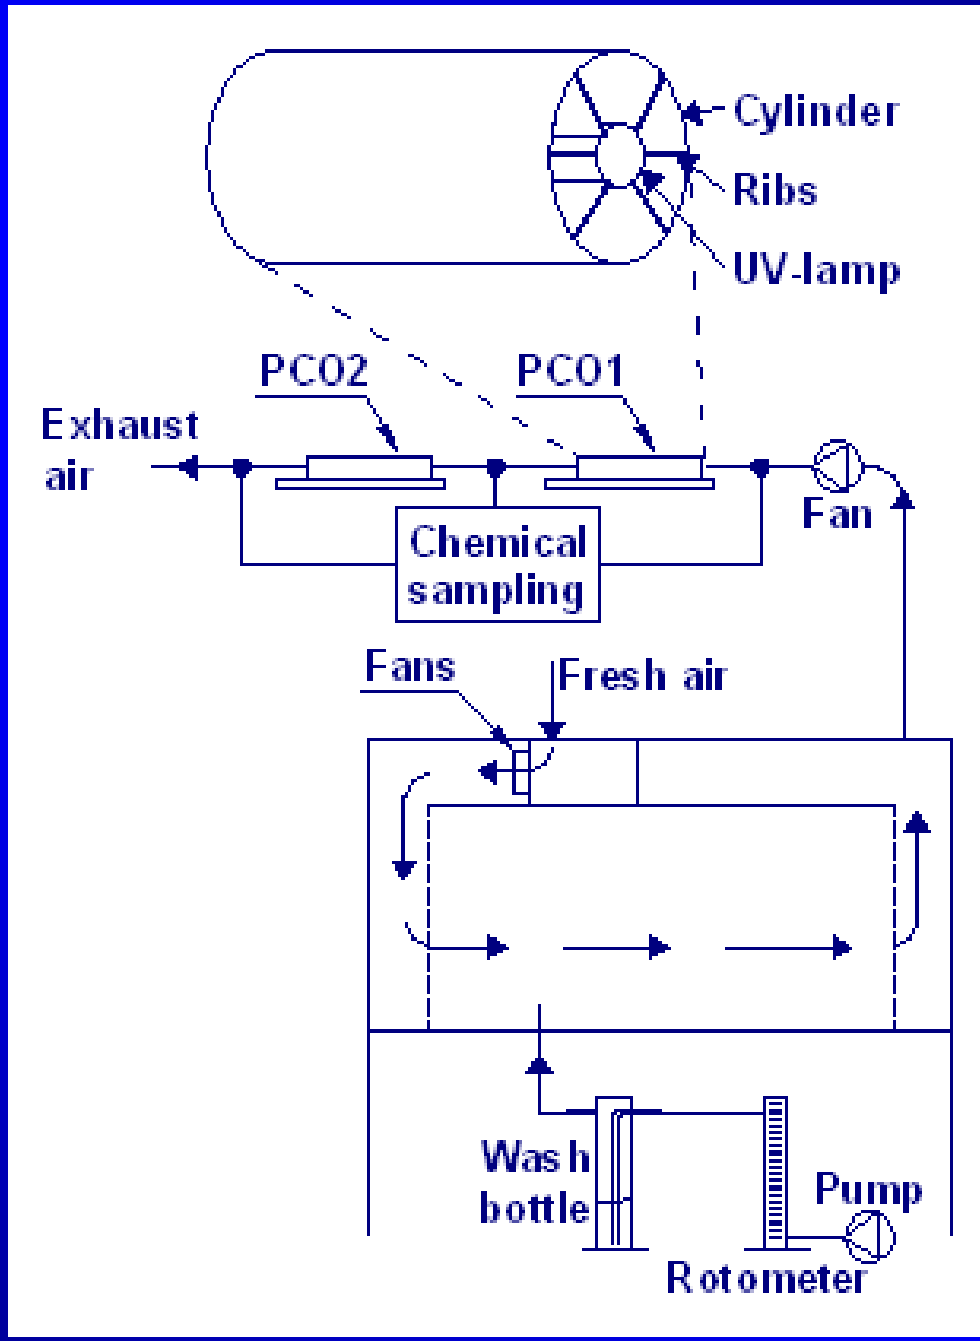 Cylinder
Ribs
UV-lamp
PCO2
PCO1
Exhaust
air
Fan
Chemical
sampling
Fans
Fresh air
Wash
bottle
Pump
Rotometer